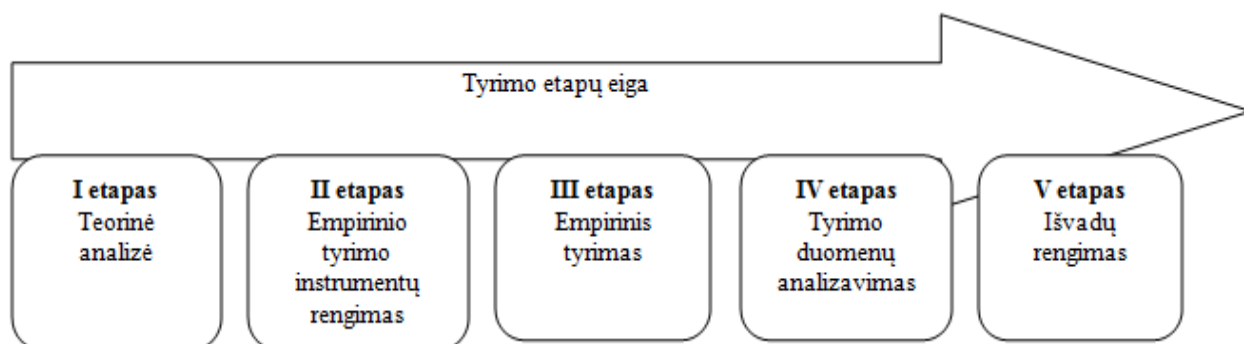 Tyrimo etapų eiga
I etapas
Teorinė
analizė
II etapas
Empirinio
tyrimo
instrumentų
rengimas
III etapas
Empirinis
tyrimas
IV etapas
Tyrimo
duomenų
analizavimas
V etapas
Išvadų
rengimas